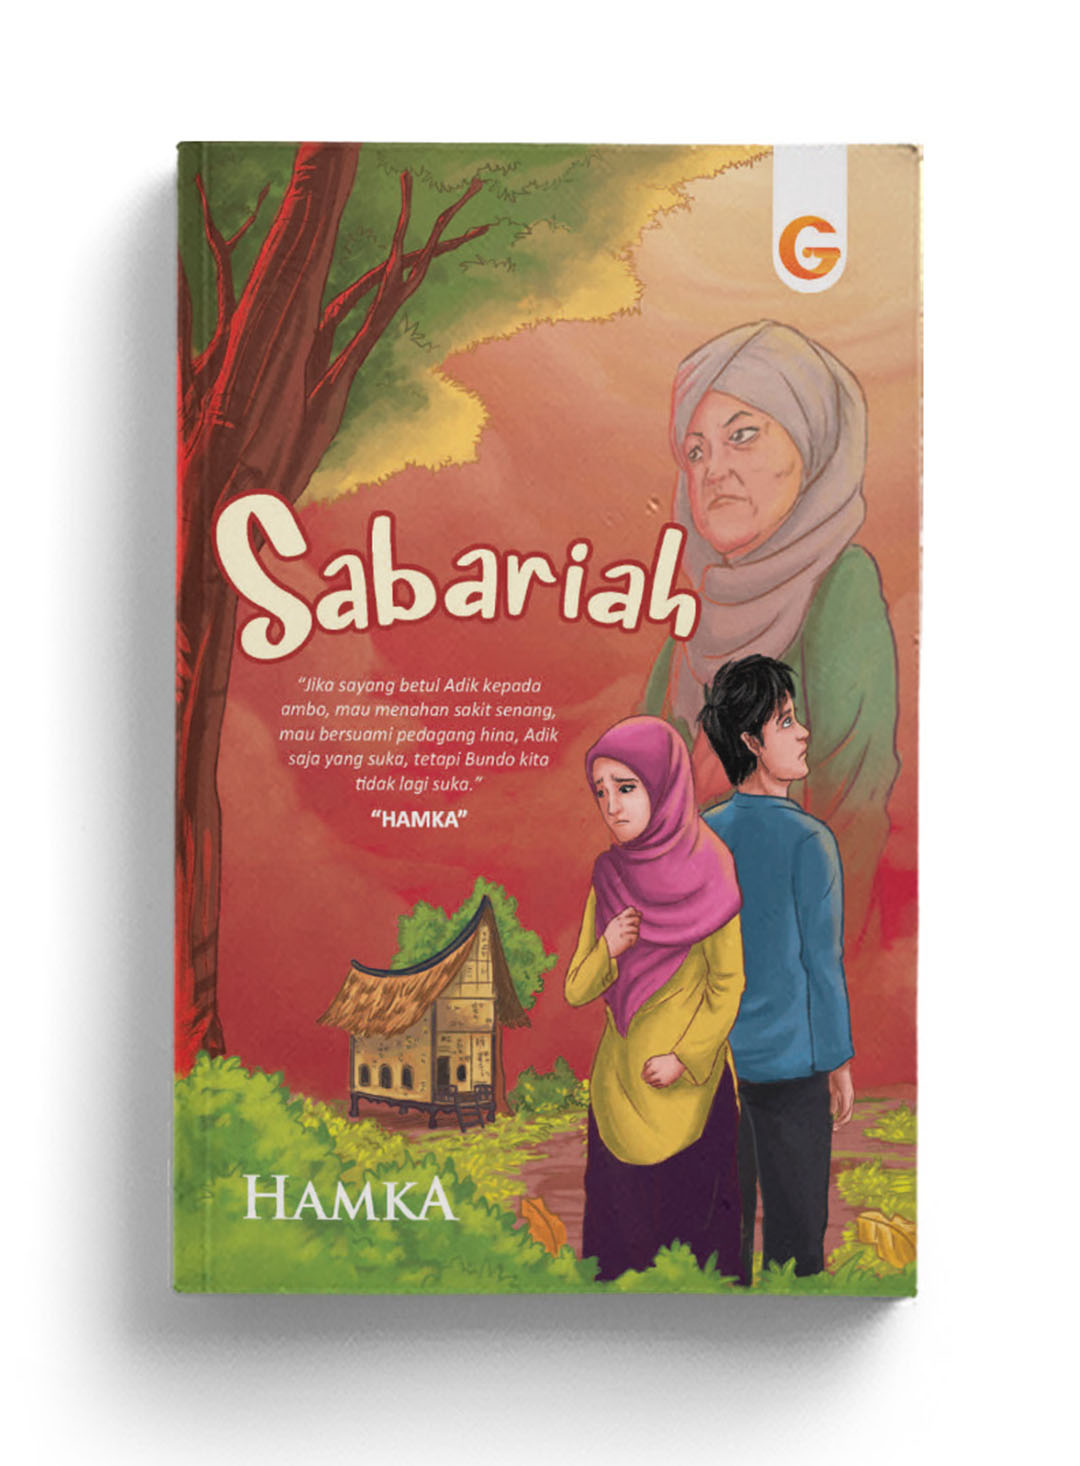 G
Sabariah
“Jika sayang betul Adik kepada
ambo, mau menahan sakit senang,
mau bersuami pedagang hina, Adik
saja yang suka, tetapi Bundo kita
tidak lagi suka.”
“HAMKA”
HAMKA